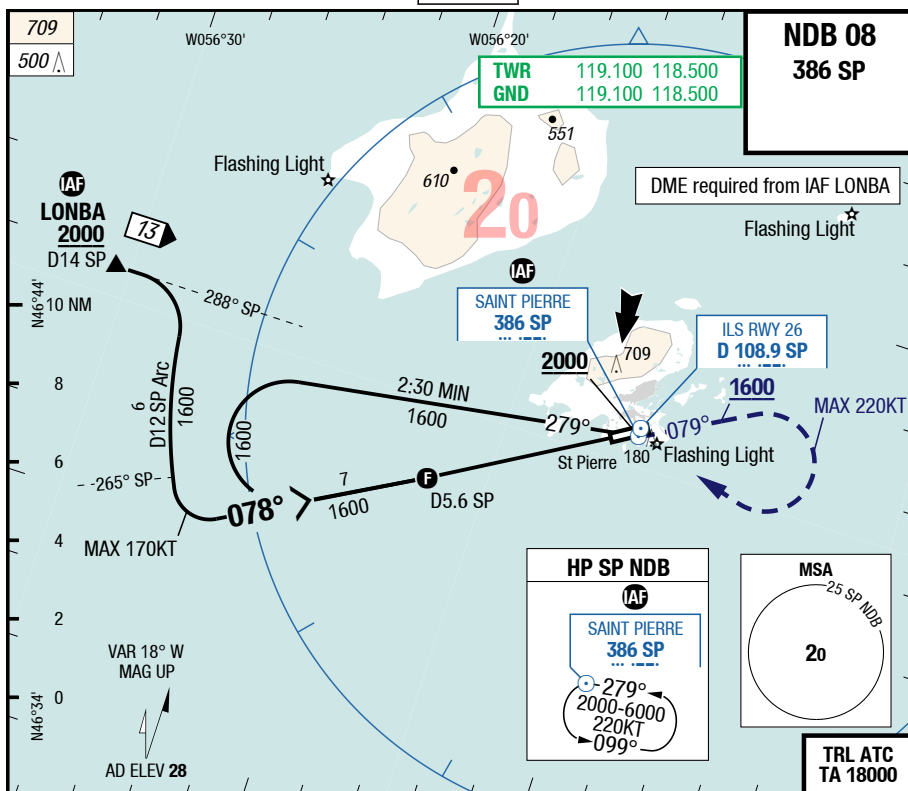 709
500
W056°30'
W056°20'
NDB 08
386 SP
TWR 119.100 118.500
GND 119.100 118.500
551
610
20
Flashing Light
DME required from IAF LONBA
Flashing Light
IAF
LONBA
2000
D14 SP
13
288° SP
N46°44'
10 NM
8
6
4
2
0
N46°34'
IAF
SAINT PIERRE
386 SP
2000
709
ILS RWY 26
D 108.9 SP
1600
079°
MAX 220KT
2:30 MIN
1600
279°
6
D12 SP Arc
1600
1600
St Pierre
180
Flashing Light
265° SP
078°
7
1600
F
D5.6 SP
MAX 170KT
HP SP NDB
IAF
SAINT PIERRE
386 SP
279°
2000-6000
220KT
099°
MSA
25 SP NDB
20
VAR 18° W
MAG UP
AD ELEV 28
TRL ATC
TA 18000